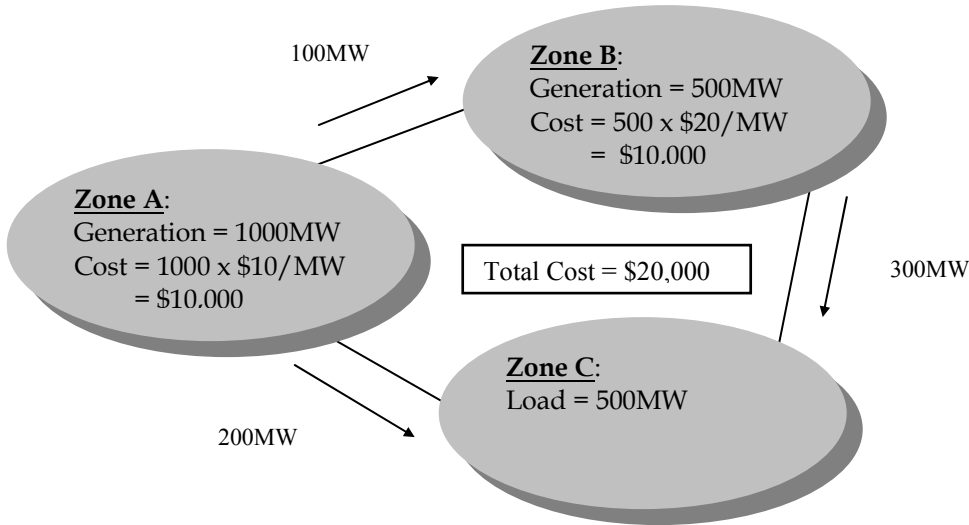 100MW
Zone B:
Generation = 500MW
Cost = 500 x $20/MW
= $10.000
Zone A:
Generation = 1000MW
Cost = 1000 x $10/MW
= $10.000
Total Cost = $20,000
300MW
Zone C:
Load = 500MW
200MW